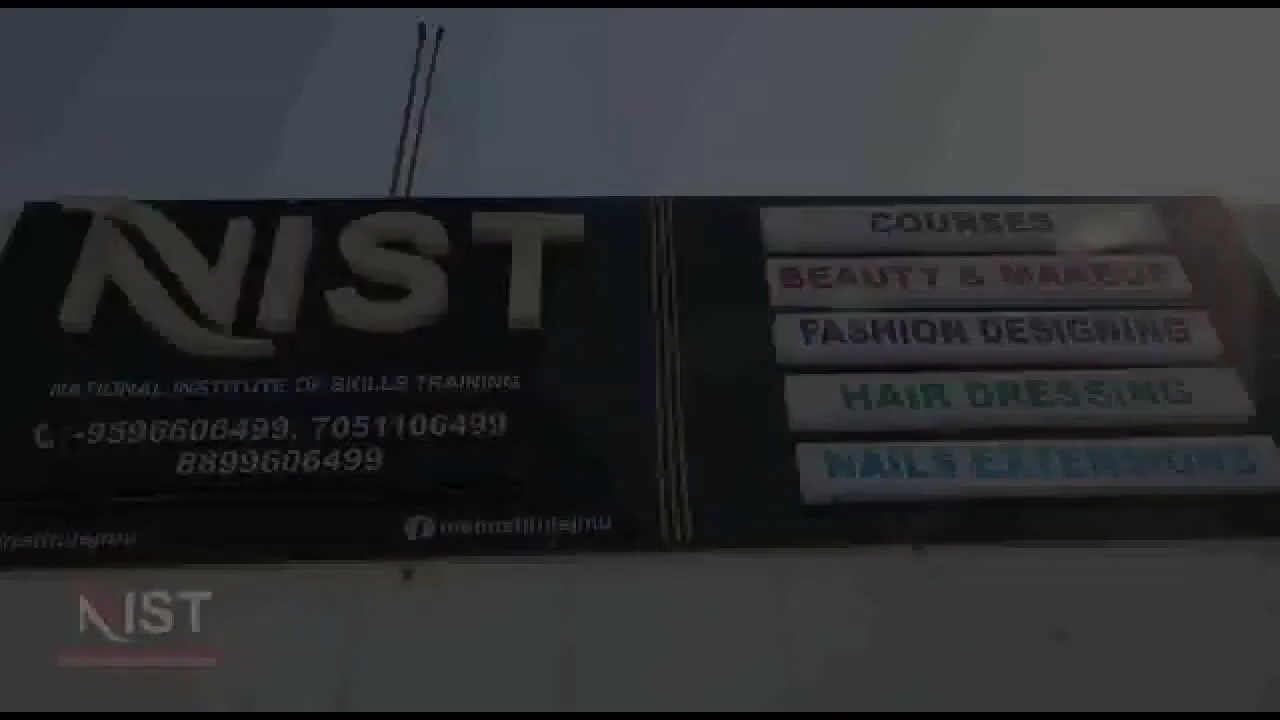 NIST
NATIONAL INSTITUTE OF SKILLS TRAINING
:-9596606499, 7051106499
8899606499
COURSES
BEAUTY & MAKEUP
FASHION DESIGNING
HAIR DRESSING
NAILS EXTENSIONS
NIST